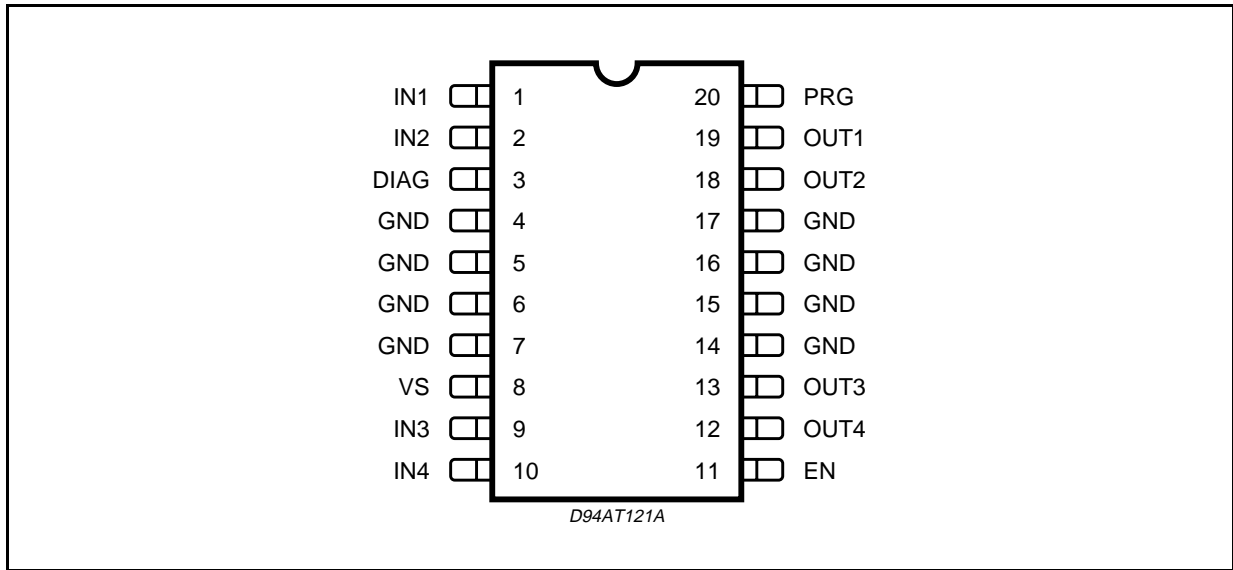 IN1 1 20 PRG
IN2 2 19 OUT1
DIAG 3 18 OUT2
GND 4 17 GND
GND 5 16 GND
GND 6 15 GND
GND 7 14 GND
VS 8 13 OUT3
IN3 9 12 OUT4
IN4 10 11 EN
D94AT121A